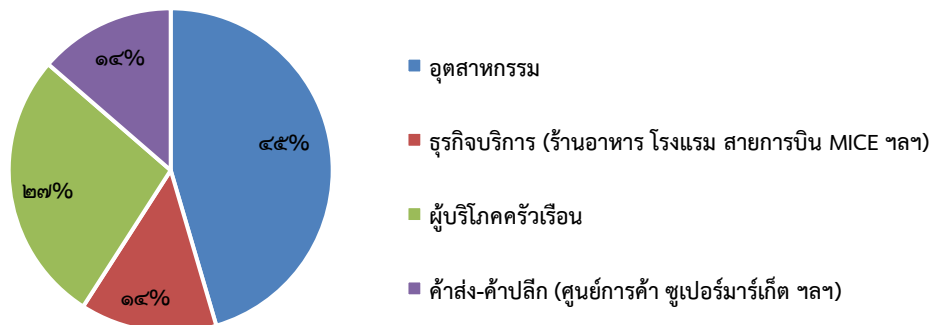 ๑๔%
๔๕%
๒๗%
๑๔%
อุตสาหกรรม
ธุรกิจบริการ (ร้านอาหาร โรงแรม สายการบิน MICE ฯลฯ)
ผู้บริโภคครัวเรือน
ค้าส่ง-ค้าปลีก (ศูนย์การค้า ซูเปอร์มาร์เก็ต ฯลฯ)